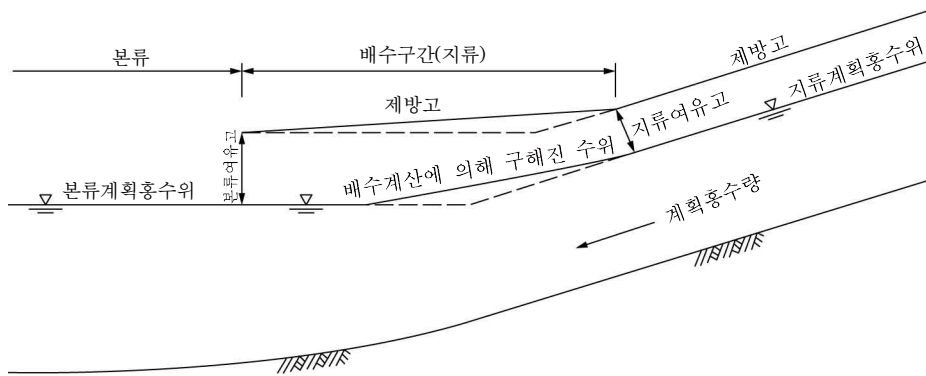 본류
배수구간(지류)
제방고
제방고
지류계획홍수위
지류여유고
본류여유고
배수계산에 의해 구해진 수위
본류계획홍수위
계획홍수량